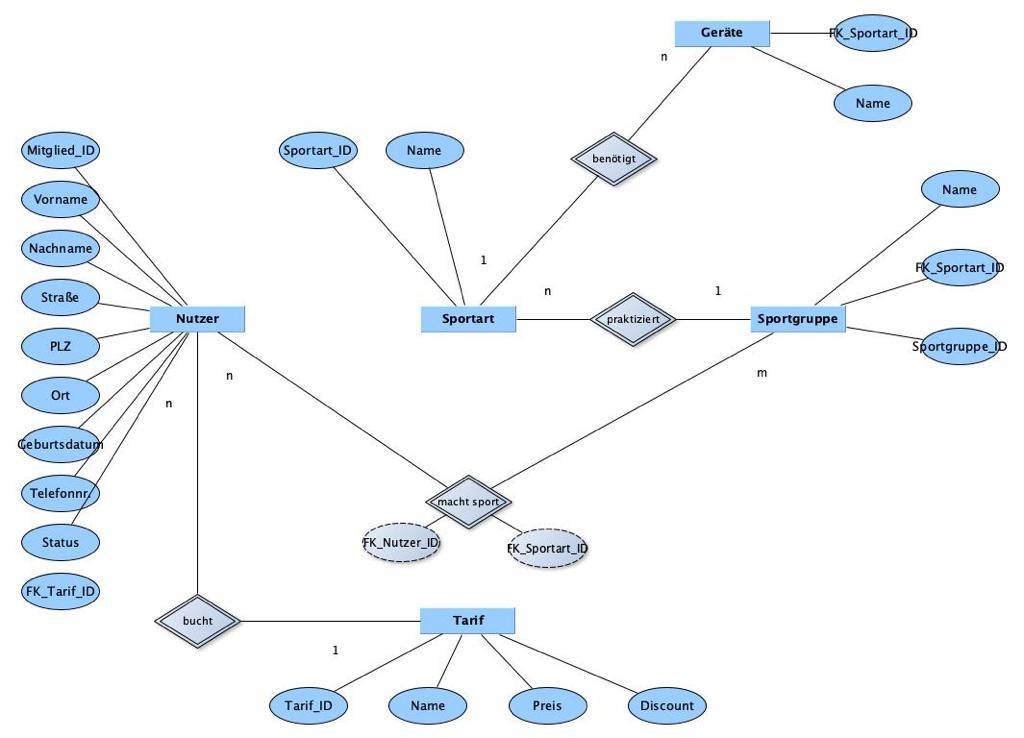 Geräte
FK_Sportart_ID
n
Name
Mitglied_ID
Sportart_ID
Name
benötigt
Vorname
Name
Nachname
1
FK_Sportart_ID
Straße
n
1
Nutzer
Sportart
praktiziert
Sportgruppe
PLZ
Sportgruppe_ID
n
m
Ort
n
Geburtsdatum
Telefonnr.
macht sport
Status
FK_Nutzer_ID
FK_Sportart_ID
FK_Tarif_ID
bucht
Tarif
1
Tarif_ID
Name
Preis
Discount